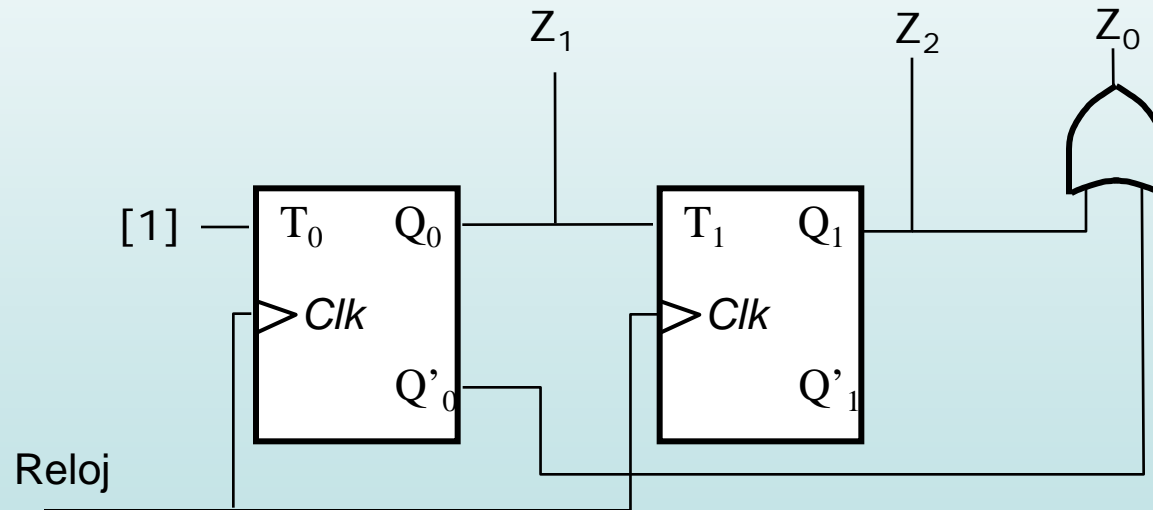 Z₁ Z₂ Z₀
[1] T₀ Q₀ T₁ Q₁
Clk Clk
Q’₀ Q’₁
Reloj